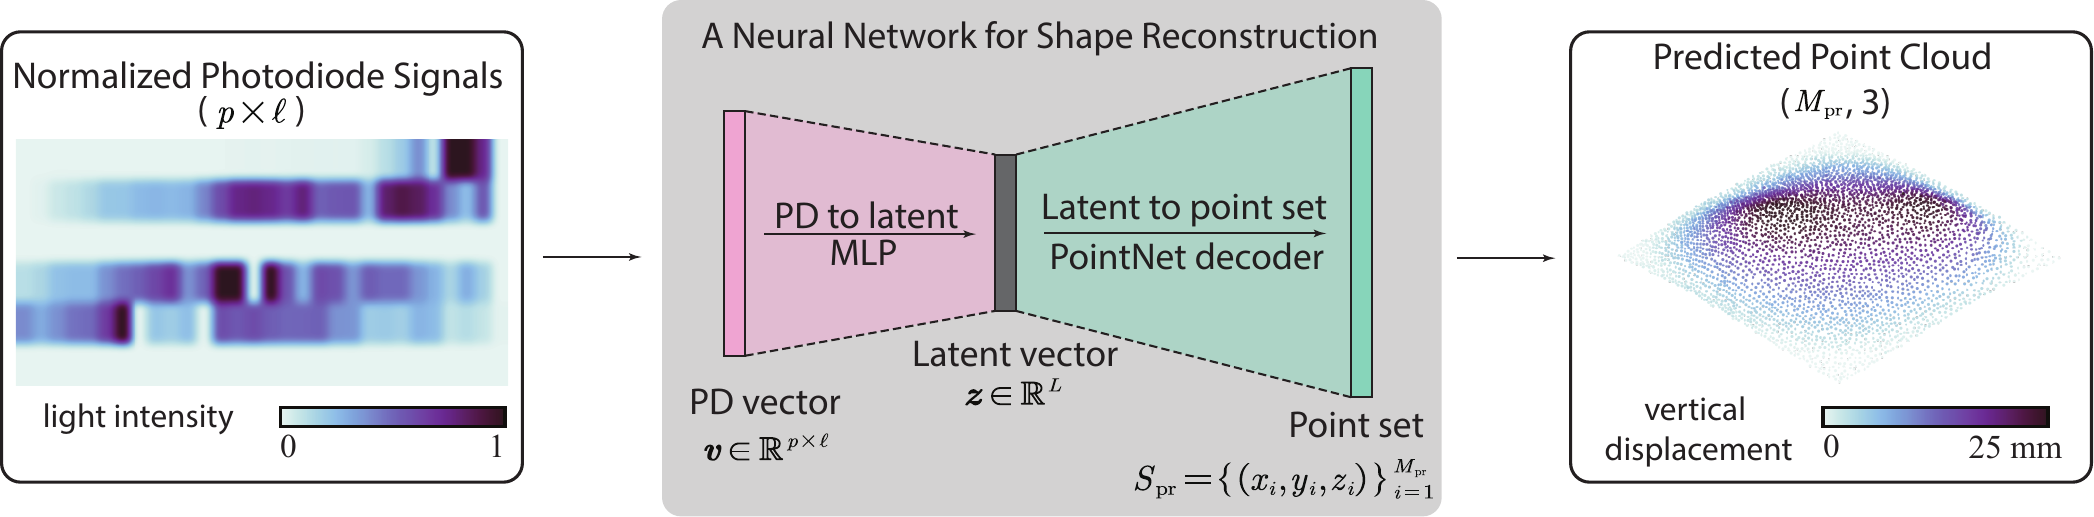 Normalized Photodiode Signals
( p × ℓ )
light intensity
0 1
A Neural Network for Shape Reconstruction
PD to latent
MLP
Latent to point set
PointNet decoder
Latent vector
z ∈ ℝ^L
PD vector
v ∈ ℝ^{p×ℓ}
Point set
S_pr = {(x_i, y_i, z_i)}_{i=1}^{M_pr}
Predicted Point Cloud
(M_pr, 3)
vertical
displacement
0 25 mm